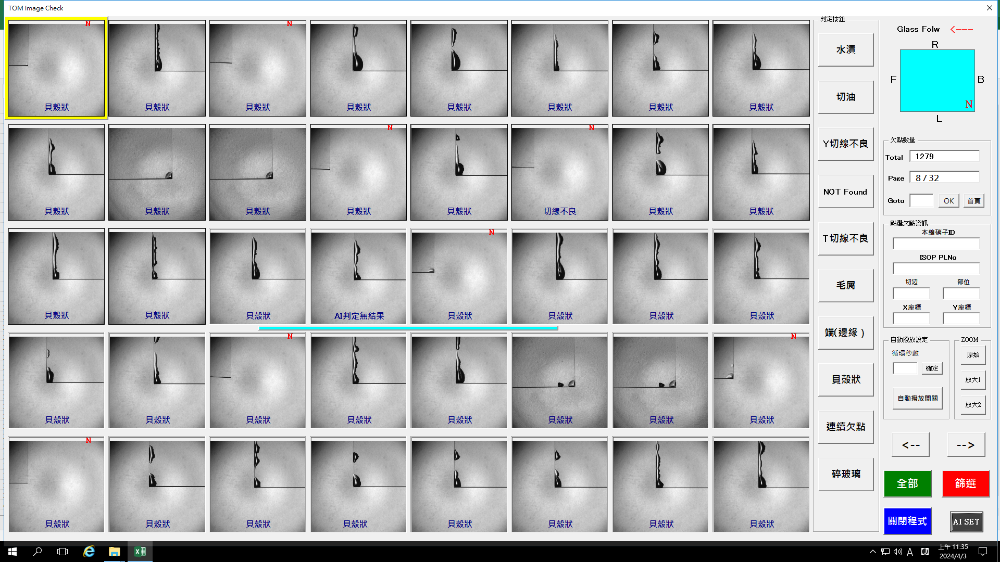 TOM Image Check
N
N
貝殼狀
貝殼狀
貝殼狀
貝殼狀
貝殼狀
貝殼狀
貝殼狀
貝殼狀
N
N
貝殼狀
貝殼狀
貝殼狀
貝殼狀
貝殼狀
切線不良
貝殼狀
貝殼狀
N
貝殼狀
貝殼狀
貝殼狀
AI判定無結果
貝殼狀
貝殼狀
貝殼狀
貝殼狀
N
N
貝殼狀
貝殼狀
貝殼狀
貝殼狀
貝殼狀
貝殼狀
貝殼狀
貝殼狀
N
貝殼狀
貝殼狀
貝殼狀
貝殼狀
貝殼狀
貝殼狀
貝殼狀
貝殼狀
判定按鈕
水漬
切油
Y切線不良
NOT Found
T切線不良
毛屑
端(邊緣 )
貝殼狀
連續欠點
碎玻璃
Glass Folw <---
R
F
B
N
L
欠點數量
Total 1279
Page 8 / 32
Goto OK 首頁
點選欠點資訊
本線硝子ID
ISOP PLNo
切辺 部位
X座標 Y座標
自動撥放設定
循環秒數
確定
自動撥放開關
ZOOM
原始
放大1
放大2
<-- -->
全部 篩選
關閉程式 AI SET
A
上午 11:35
2024/4/3